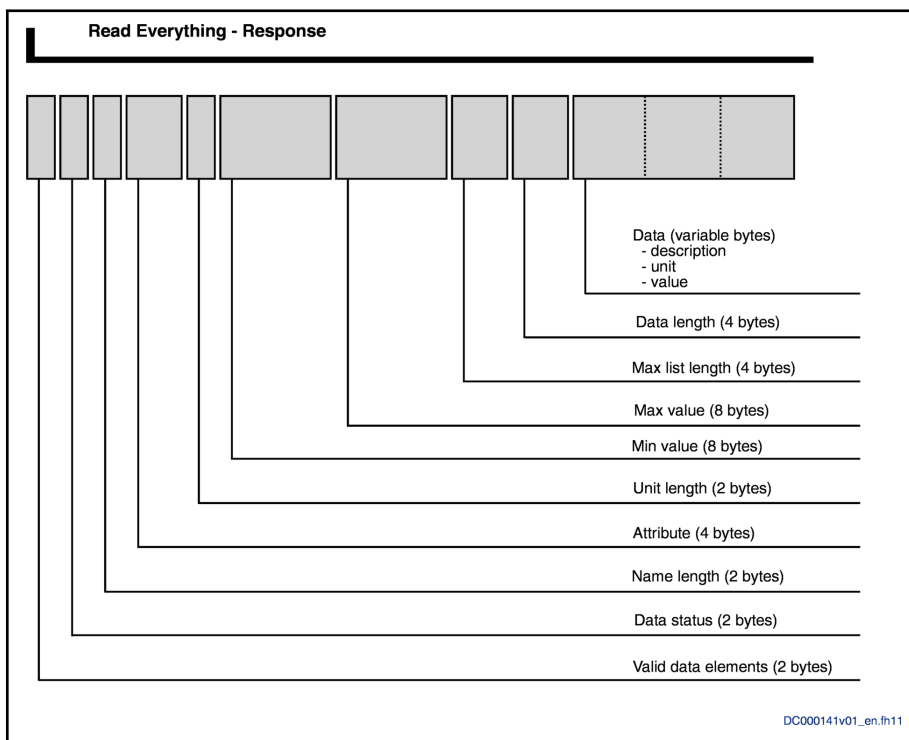 Read Everything - Response
Data (variable bytes)
- description
- unit
- value
Data length (4 bytes)
Max list length (4 bytes)
Max value (8 bytes)
Min value (8 bytes)
Unit length (2 bytes)
Attribute (4 bytes)
Name length (2 bytes)
Data status (2 bytes)
Valid data elements (2 bytes)
DC000141v01_en.fh11